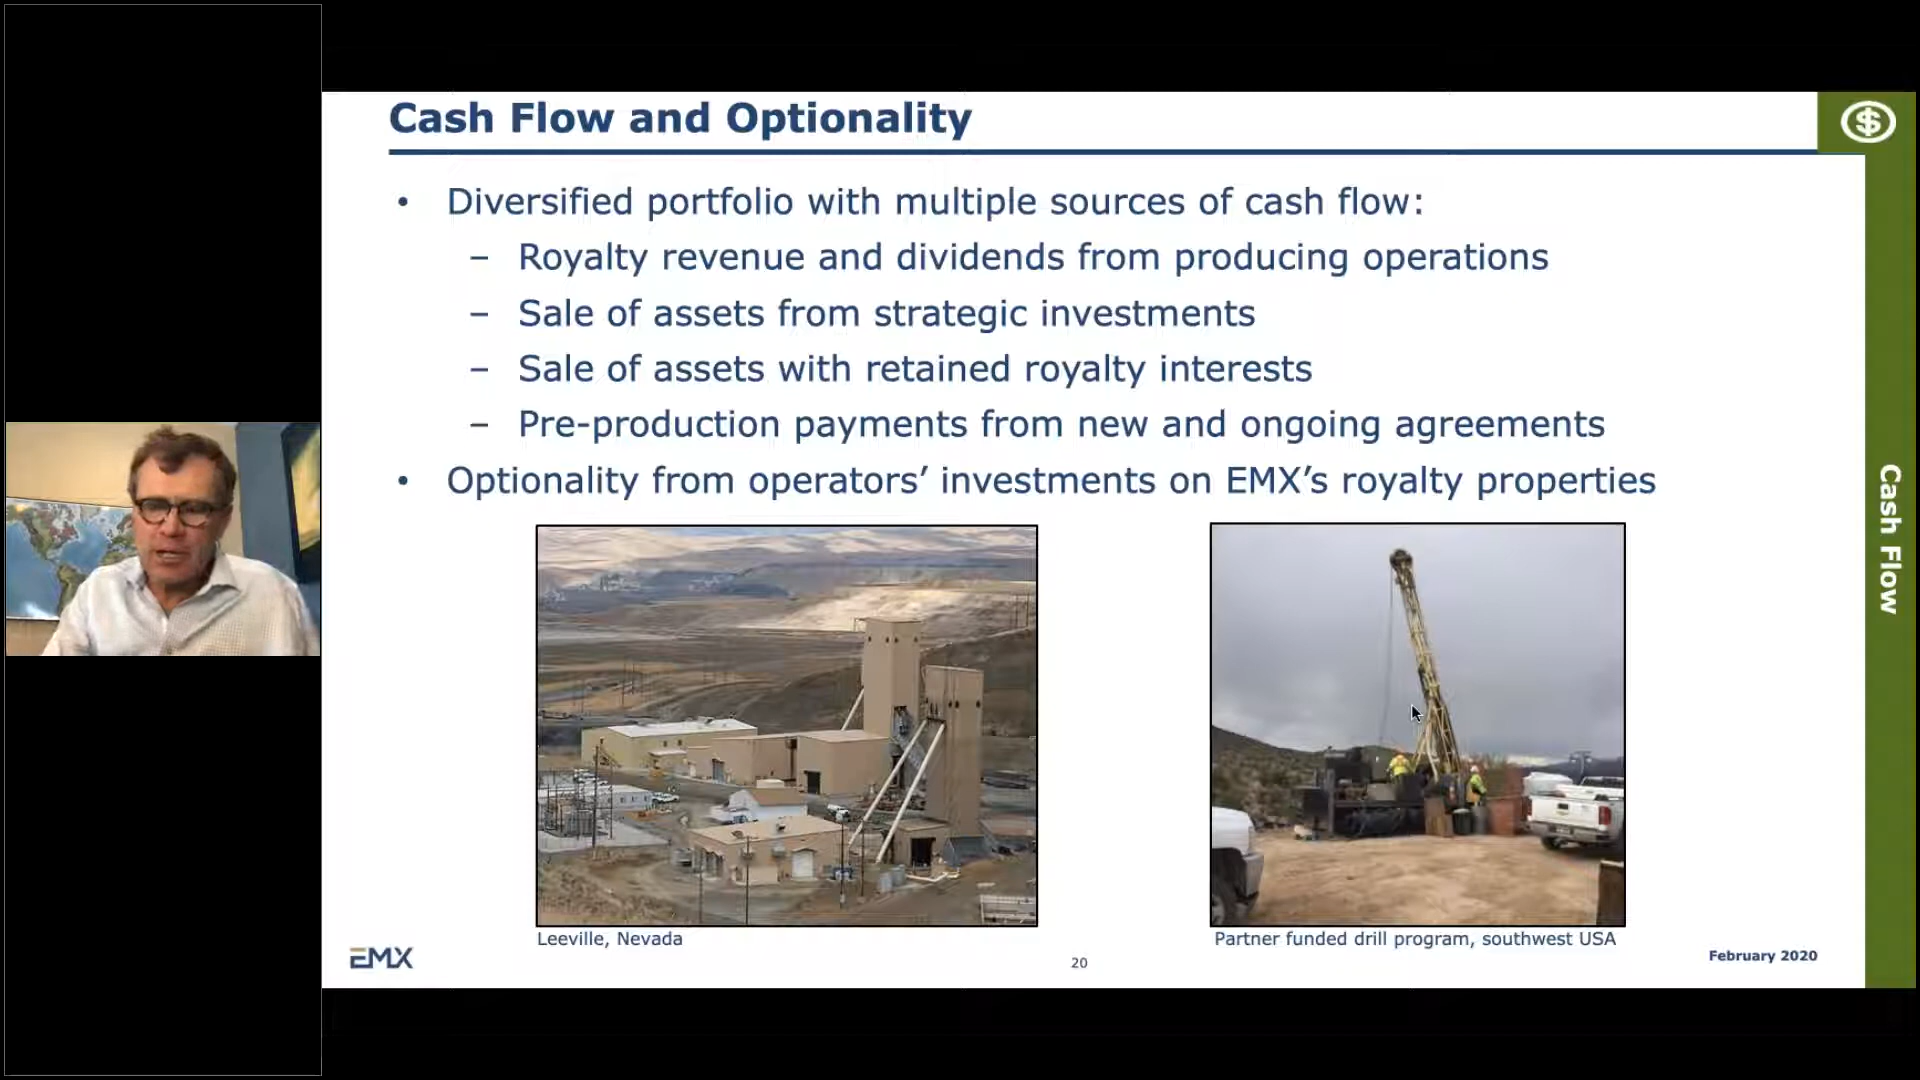 Cash Flow and Optionality
• Diversified portfolio with multiple sources of cash flow:
– Royalty revenue and dividends from producing operations
– Sale of assets from strategic investments
– Sale of assets with retained royalty interests
– Pre-production payments from new and ongoing agreements
• Optionality from operators’ investments on EMX’s royalty properties
Leeville, Nevada
Partner funded drill program, southwest USA
EMX
20
February 2020
$
Cash Flow